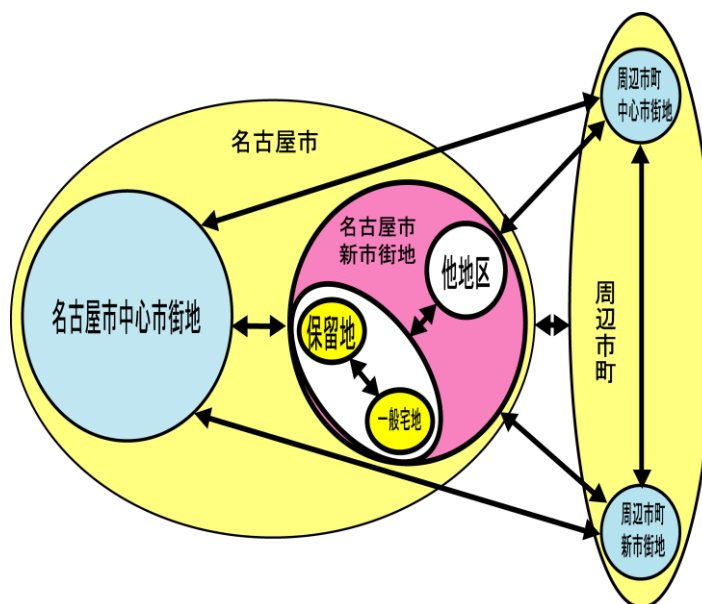 名古屋市
名古屋市中心市街地
名古屋市
新市街地
他地区
保留地
一般宅地
周辺市町
中心市街地
周辺市町
周辺市町
新市街地